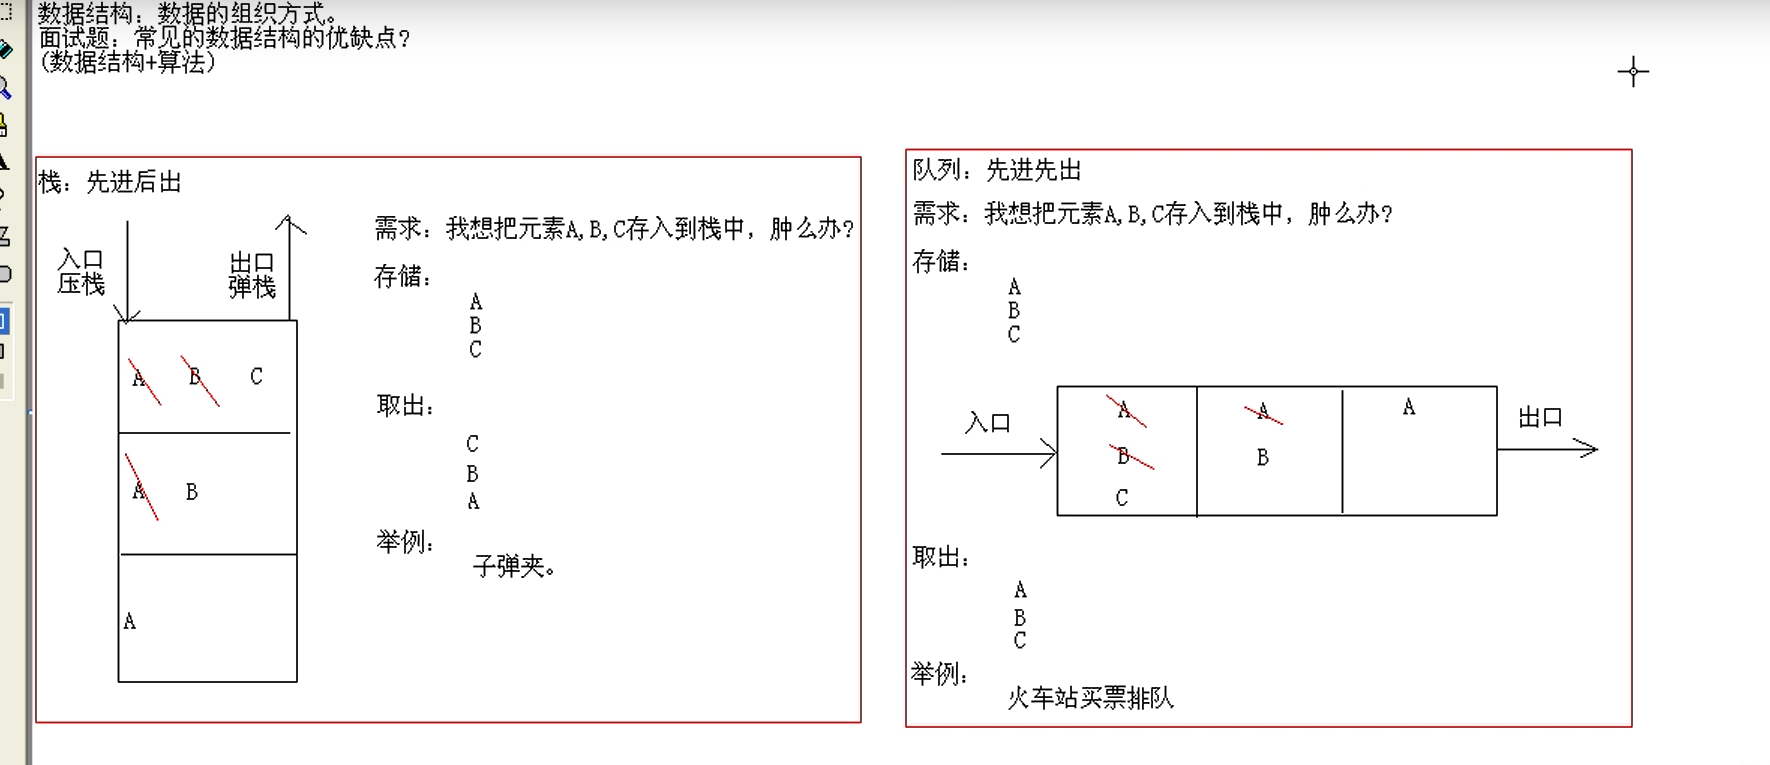 数据结构：数据的组织方式。
面试题：常见的数据结构的优缺点?
(数据结构+算法)
栈：先进后出
入口
压栈
出口
弹栈
A B C
A B
A
需求：我想把元素A,B,C存入到栈中，肿么办?
存储：
A
B
C
取出：
C
B
A
举例：
子弹夹。
队列：先进先出
需求：我想把元素A,B,C存入到栈中，肿么办?
存储：
A
B
C
入口
A A A
B B
C
出口
取出：
A
B
C
举例：
火车站买票排队